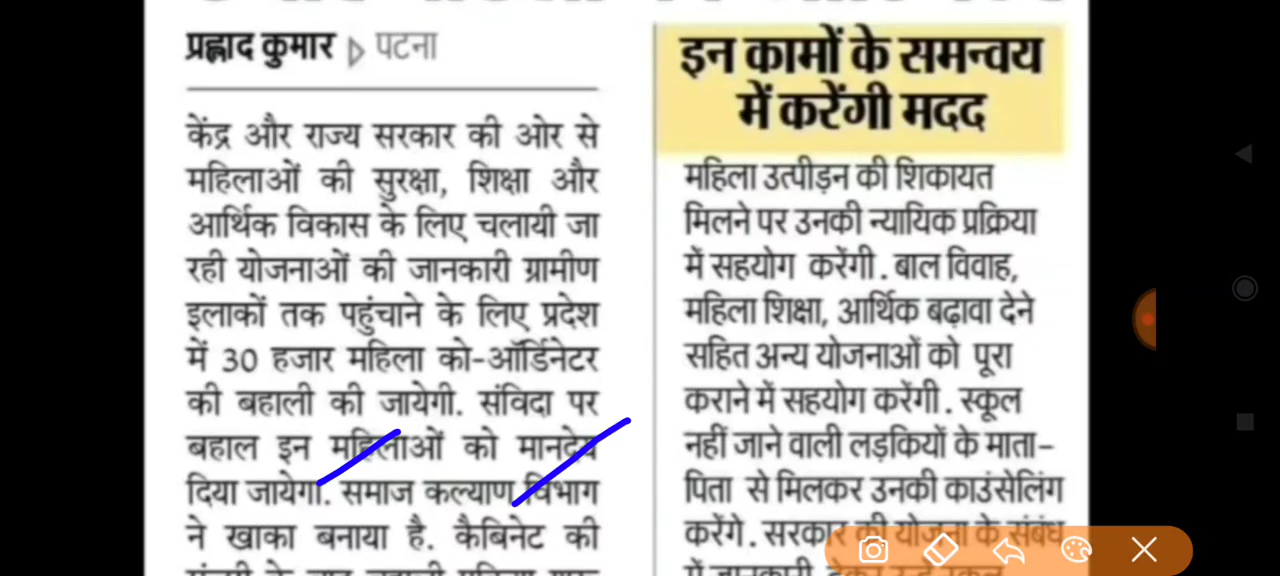 प्रह्लाद कुमार ▷ पटना
केंद्र और राज्य सरकार की ओर से
महिलाओं की सुरक्षा, शिक्षा और
आर्थिक विकास के लिए चलायी जा
रही योजनाओं की जानकारी ग्रामीण
इलाकों तक पहुंचाने के लिए प्रदेश
में 30 हजार महिला को-ऑर्डिनेटर
की बहाली की जायेगी. संविदा पर
बहाल इन महिलाओं को मानदेय
दिया जायेगा. समाज कल्याण विभाग
ने खाका बनाया है. कैबिनेट की
इन कामों के समन्वय
में करेंगी मदद
महिला उत्पीड़न की शिकायत
मिलने पर उनकी न्यायिक प्रक्रिया
में सहयोग करेंगी. बाल विवाह,
महिला शिक्षा, आर्थिक बढ़ावा देने
सहित अन्य योजनाओं को पूरा
कराने में सहयोग करेंगी. स्कूल
नहीं जाने वाली लड़कियों के माता-
पिता से मिलकर उनकी काउंसेलिंग
करेंगे. सरकार की योजना के संबंध